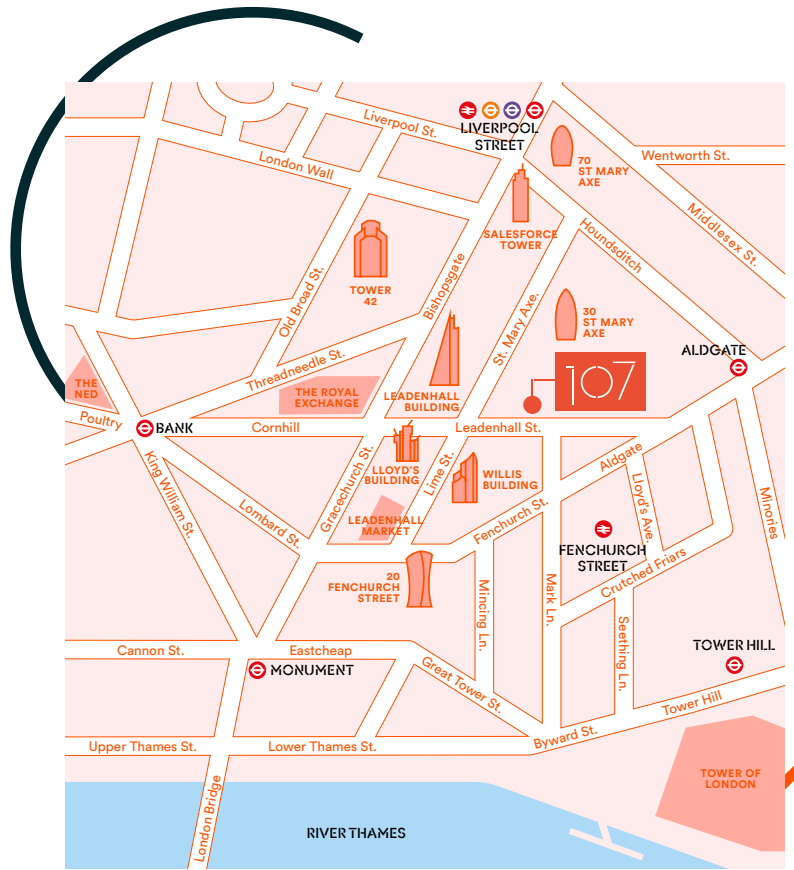 Liverpool St.
LIVERPOOL
STREET
70
ST MARY
AXE
Wentworth St.
London Wall
Middlesex St.
SALESFORCE
TOWER
Houndsditch
TOWER
42
Old Broad St.
Bishopsgate
St. Mary Axe.
30
ST MARY
AXE
ALDGATE
107
Threadneedle St.
THE
NED
THE ROYAL
EXCHANGE
LEADENHALL
BUILDING
Poultry
BANK
Cornhill
Leadenhall St.
King William St.
Lombard St.
Gracechurch St.
LLOYD'S
BUILDING
Lime St.
WILLIS
BUILDING
Aldgate
Lloyd's Ave.
Minories
LEADENHALL
MARKET
Fenchurch St.
FENCHURCH
STREET
Crutched Friars
20
FENCHURCH
STREET
Mincing Ln.
Mark Ln.
Seething Ln.
TOWER HILL
Cannon St.
Eastcheap
MONUMENT
Great Tower St.
Tower Hill
Byward St.
Upper Thames St.
Lower Thames St.
TOWER OF
LONDON
London Bridge
RIVER THAMES